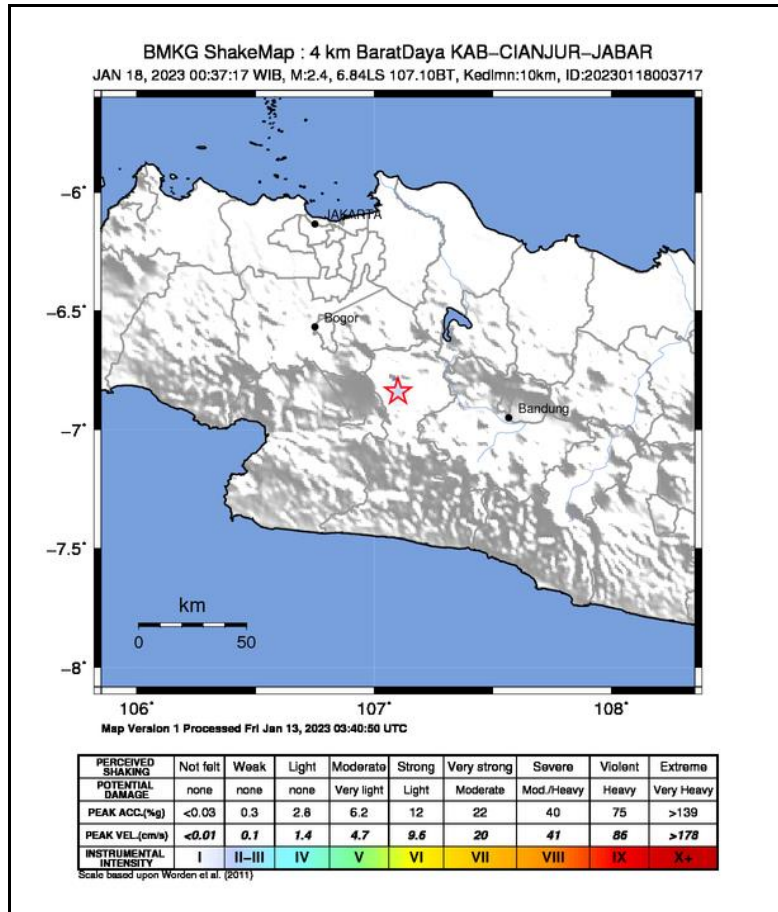 BMKG ShakeMap : 4 km BaratDaya KAB-CIANJUR-JABAR
JAN 18, 2023 00:37:17 WIB, M:2.4, 6.84LS 107.10BT, Kedlmn:10km, ID:20230118003717
-6°
JAKARTA
-6.5°
Bogor
-7°
Bandung
-7.5°
km
0 50
-8°
106° 107° 108°
Map Version 1 Processed Fri Jan 13, 2023 03:40:50 UTC
PERCEIVED SHAKING Not felt Weak Light Moderate Strong Very strong Severe Violent Extreme
POTENTIAL DAMAGE none none none Very light Light Moderate Mod./Heavy Heavy Very Heavy
PEAK ACC.(%g) <0.03 0.3 2.8 6.2 12 22 40 75 >139
PEAK VEL.(cm/s) <0.01 0.1 1.4 4.7 9.6 20 41 86 >178
INSTRUMENTAL INTENSITY I II-III IV V VI VII VIII IX X+
Scale based upon Worden et al. (2011)